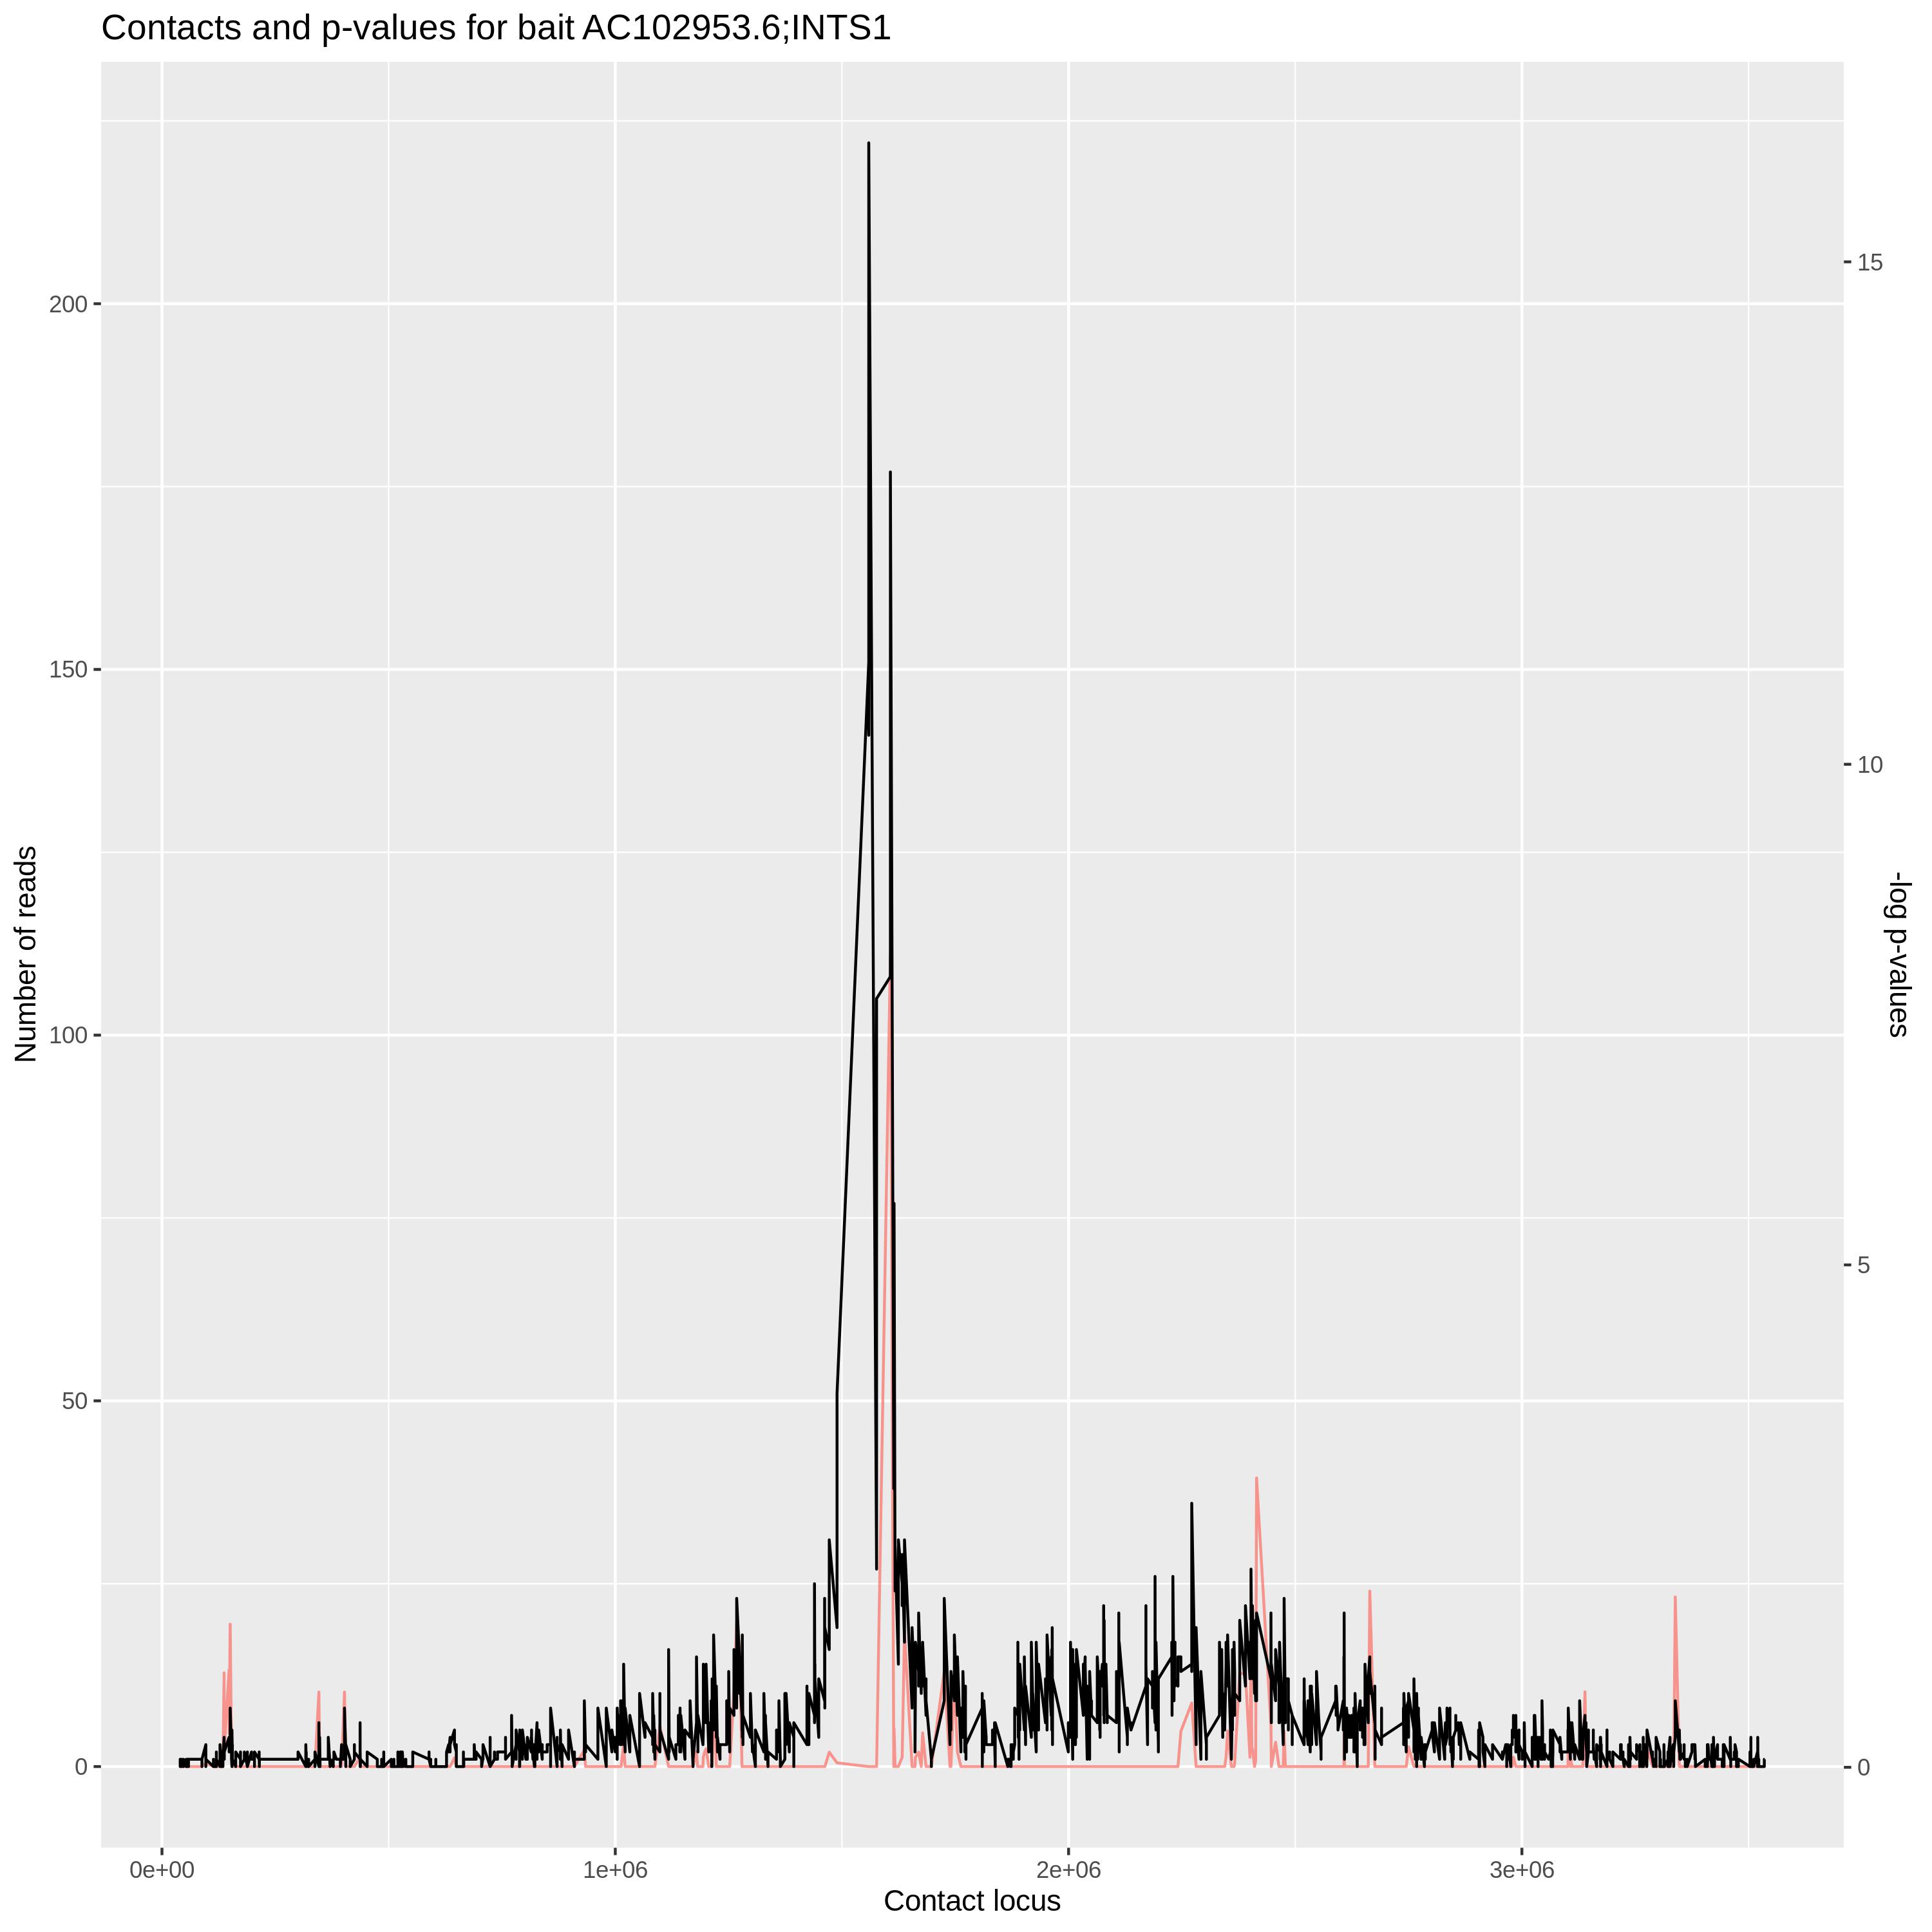 Contacts and p-values for bait AC102953.6;INTS1
Number of reads
200
150
100
50
0
15
10
5
0
-log p-values
0e+00
1e+06
2e+06
3e+06
Contact locus